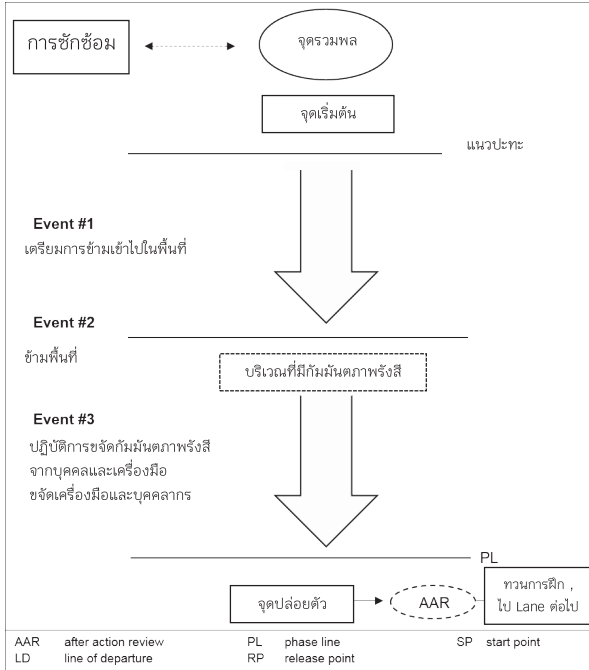 การซักซ้อม
จุดรวมพล
จุดเริ่มต้น
แนวปะทะ
Event #1
เตรียมการข้ามเข้าไปในพื้นที่
Event #2
ข้ามพื้นที่
บริเวณที่มีกัมมันตภาพรังสี
Event #3
ปฏิบัติการขจัดกัมมันตภาพรังสี
จากบุคคลและเครื่องมือ
ขจัดเครื่องมือและบุคคลากร
PL
จุดปล่อยตัว
AAR
ทวนการฝึก ,
ไป Lane ต่อไป
AAR after action review PL phase line SP start point
LD line of departure RP release point